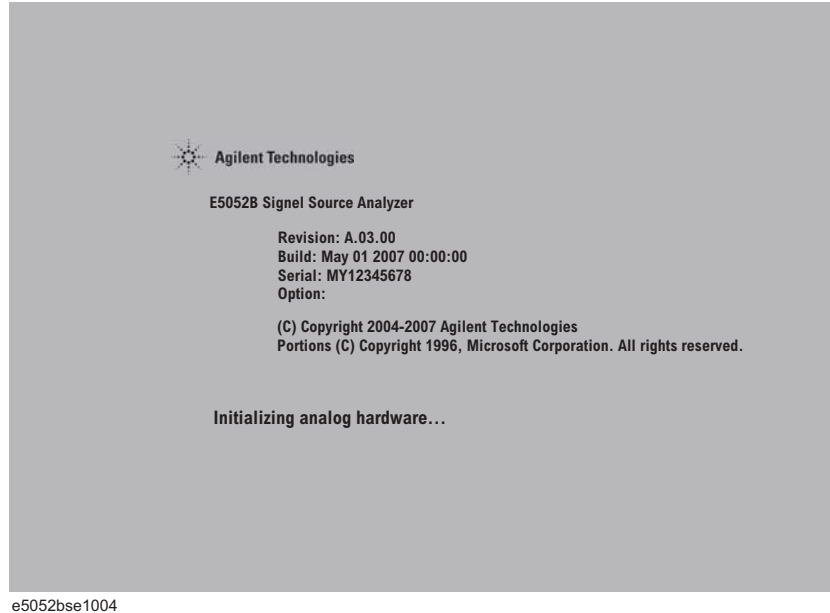 Agilent Technologies
E5052B Signel Source Analyzer
Revision: A.03.00
Build: May 01 2007 00:00:00
Serial: MY12345678
Option:
(C) Copyright 2004-2007 Agilent Technologies
Portions (C) Copyright 1996, Microsoft Corporation. All rights reserved.
Initializing analog hardware...
e5052bse1004